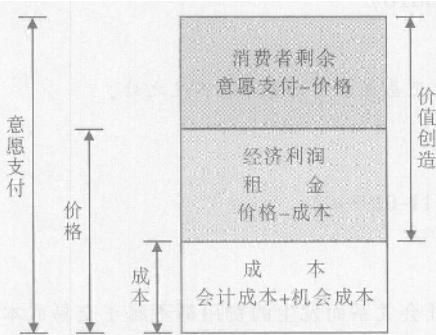 消费者剩余
意愿支付-价格
经济利润
租 金
价格-成本
成 本
会计成本+机会成本
意愿支付
价格
成本
价值创造